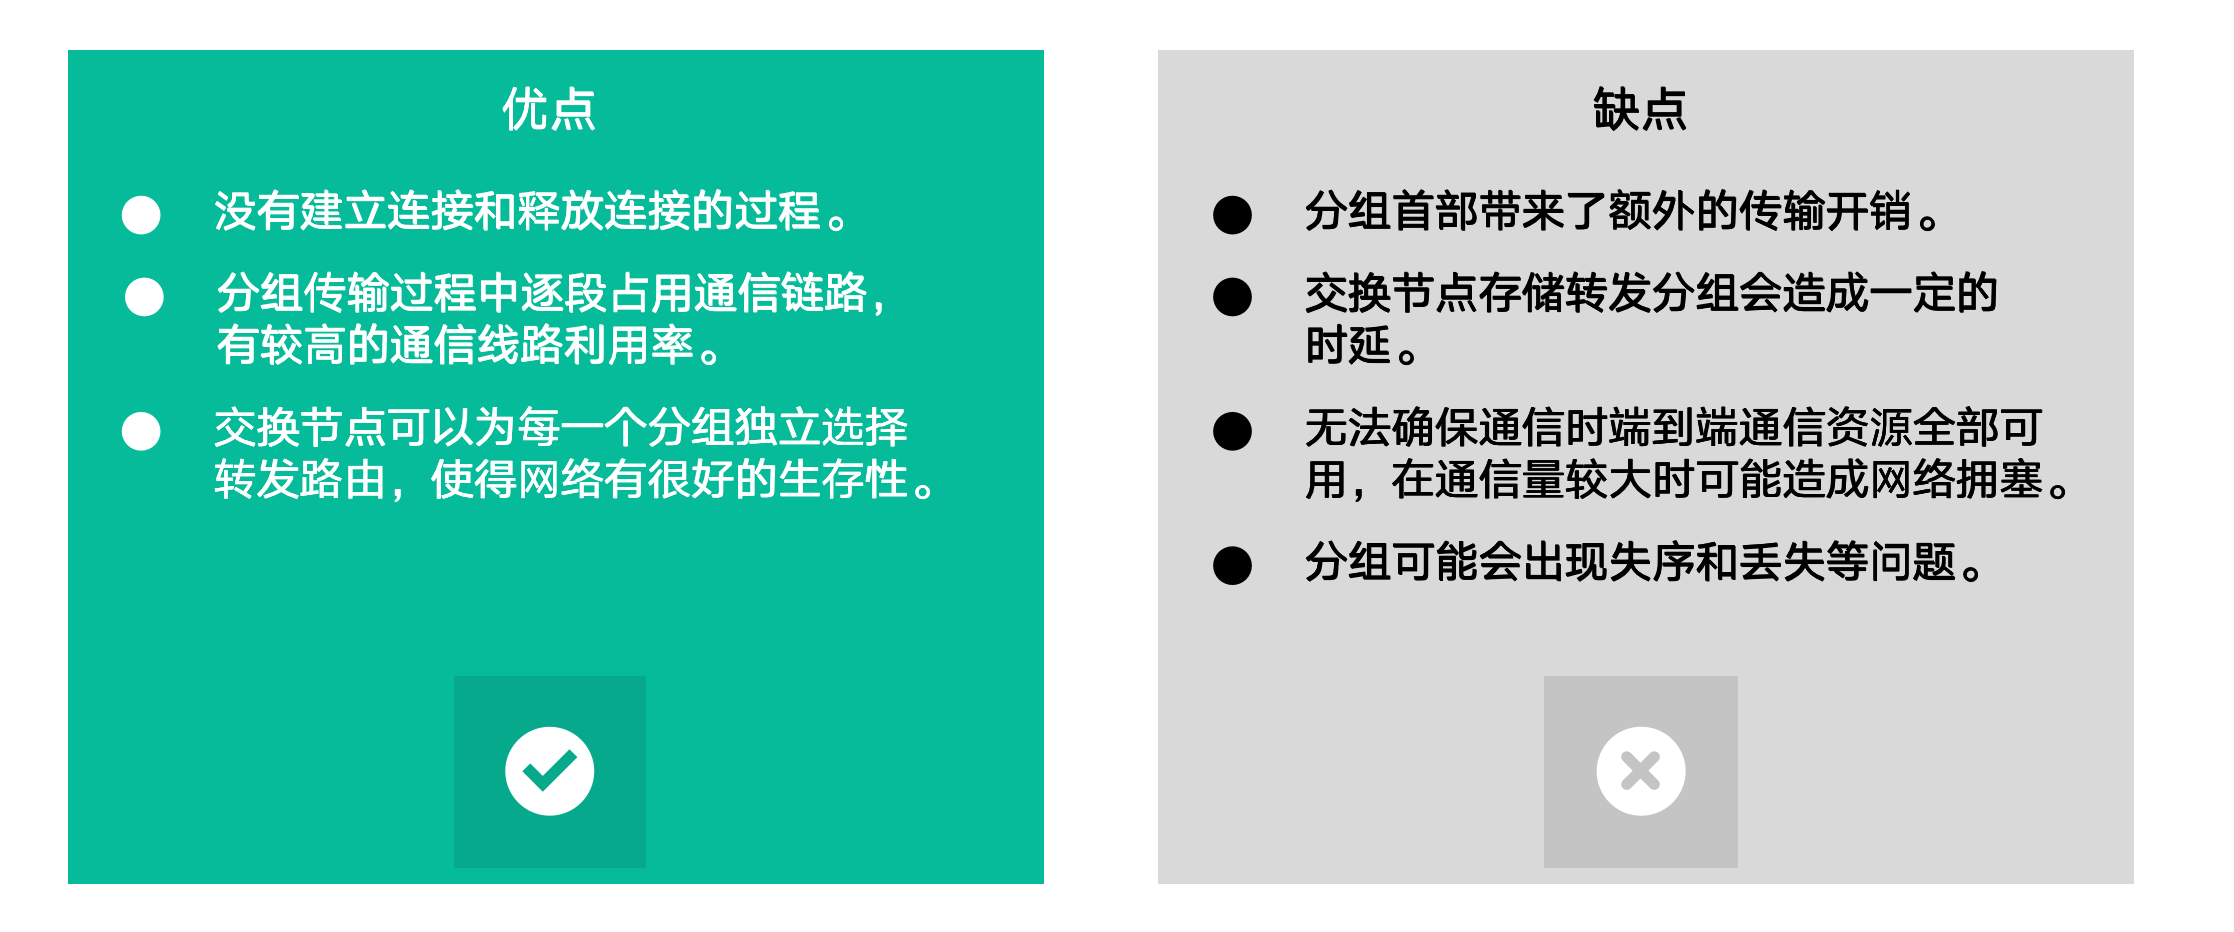 优点
没有建立连接和释放连接的过程。
分组传输过程中逐段占用通信链路，
有较高的通信线路利用率。
交换节点可以为每一个分组独立选择
转发路由，使得网络有很好的生存性。
缺点
分组首部带来了额外的传输开销。
交换节点存储转发分组会造成一定的
时延。
无法确保通信时端到端通信资源全部可
用，在通信量较大时可能造成网络拥塞。
分组可能会出现失序和丢失等问题。